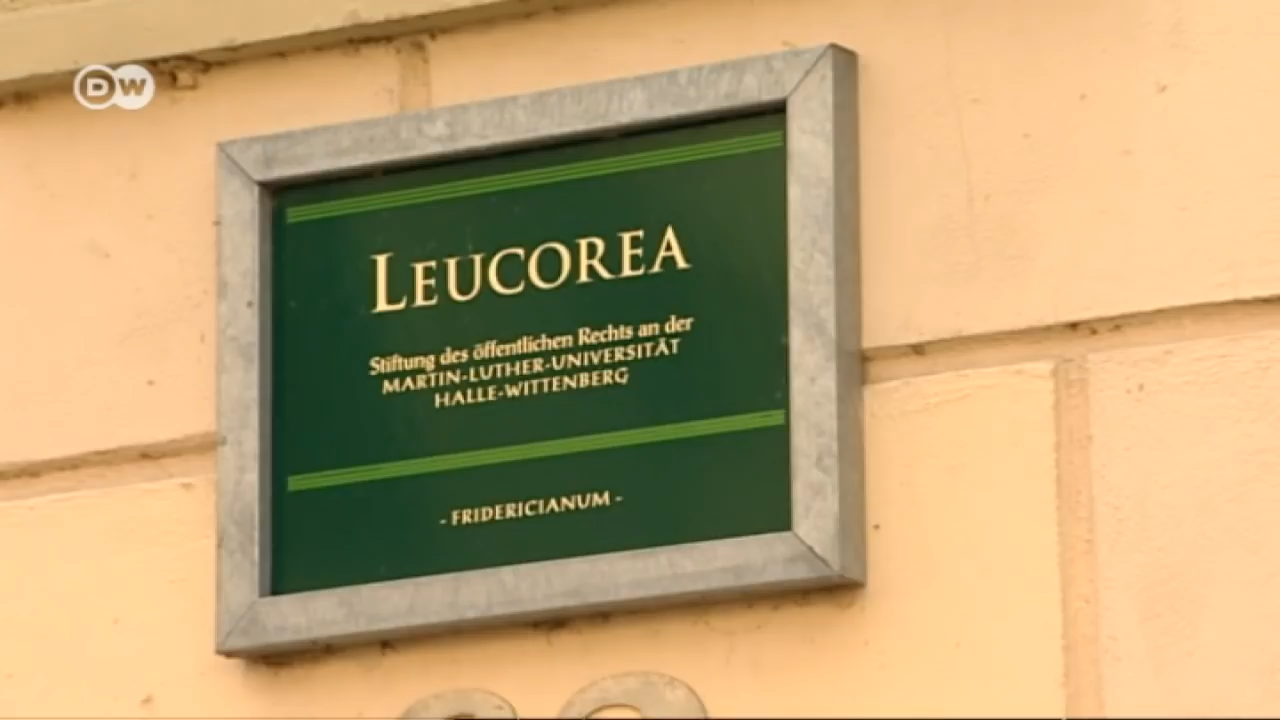 DW
LEUCOREA
Stiftung des öffentlichen Rechts an der
MARTIN-LUTHER-UNIVERSITÄT
HALLE-WITTENBERG
- FRIDERICIANUM -